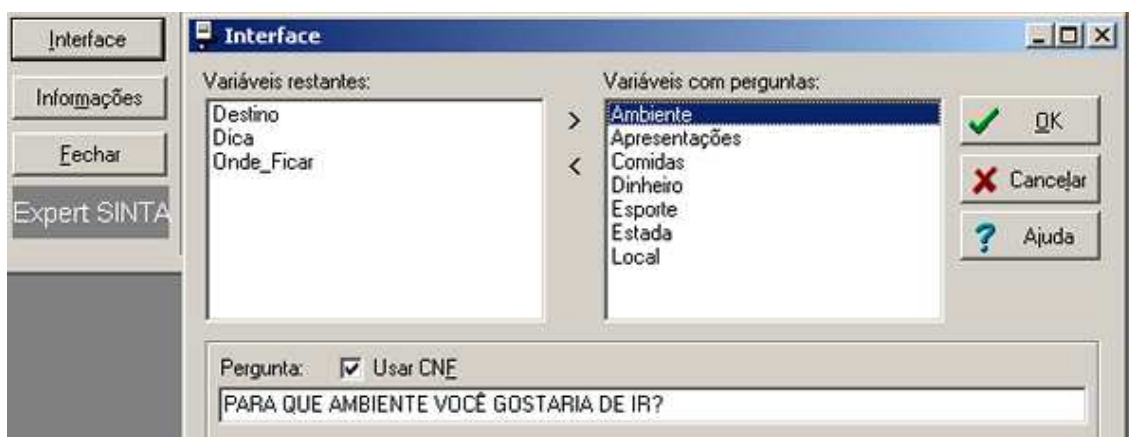 Interface
Informações
Fechar
Expert SINTA
Interface
Variáveis restantes:
Destino
Dica
Onde_Ficar
>
<
Variáveis com perguntas:
Ambiente
Apresentações
Comidas
Dinheiro
Esporte
Estada
Local
OK
Cancelar
? Ajuda
Pergunta: Usar CNF
PARA QUE AMBIENTE VOCÊ GOSTARIA DE IR?